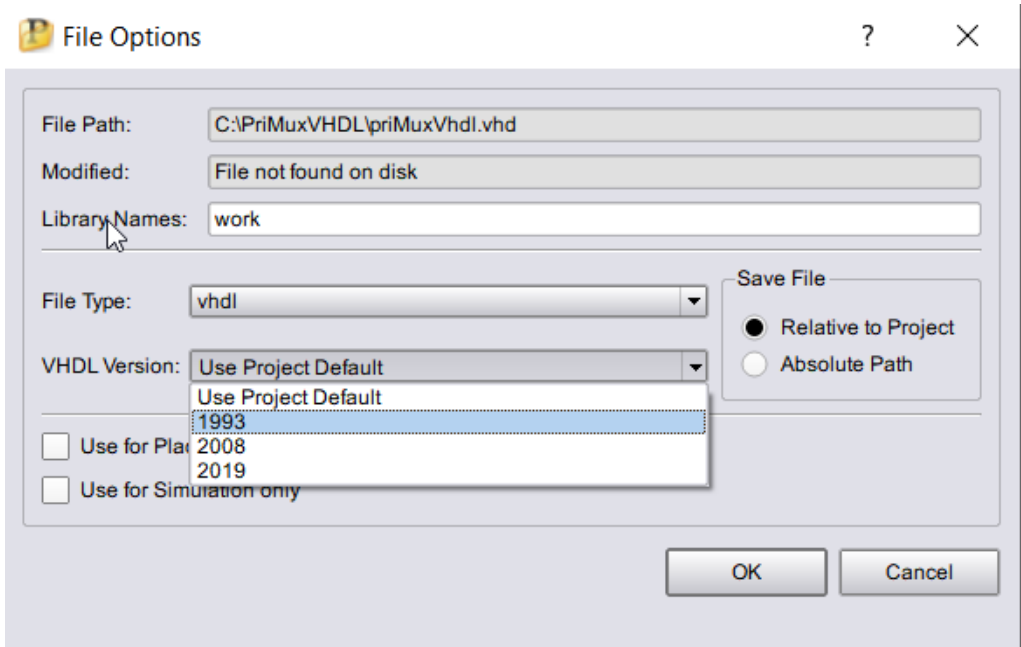 File Options
?
File Path: C:\PriMuxVHDL\priMuxVhdl.vhd
Modified: File not found on disk
Library Names: work
File Type: vhdl
Save File
Relative to Project
Absolute Path
VHDL Version: Use Project Default
Use Project Default
1993
2008
2019
Use for
Use for Simulation only
OK Cancel